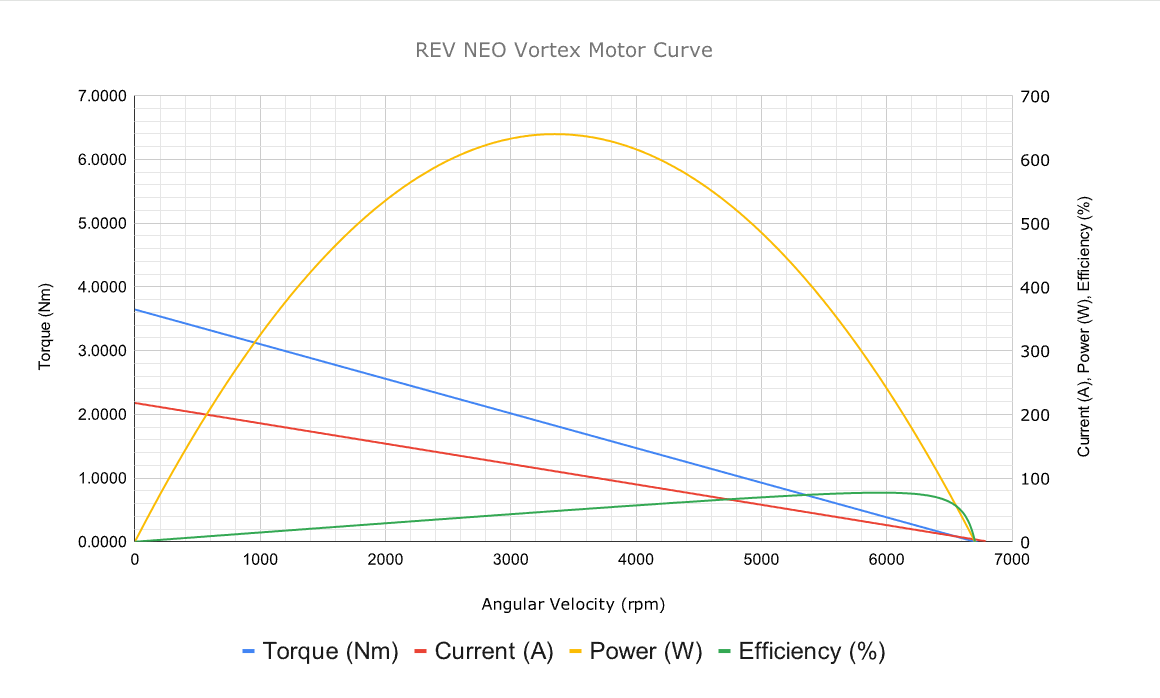 REV NEO Vortex Motor Curve
7.0000
6.0000
5.0000
4.0000
3.0000
2.0000
1.0000
0.0000
Torque (Nm)
700
600
500
400
300
200
100
0
Current (A), Power (W), Efficiency (%)
0 1000 2000 3000 4000 5000 6000 7000
Angular Velocity (rpm)
Torque (Nm) Current (A) Power (W) Efficiency (%)